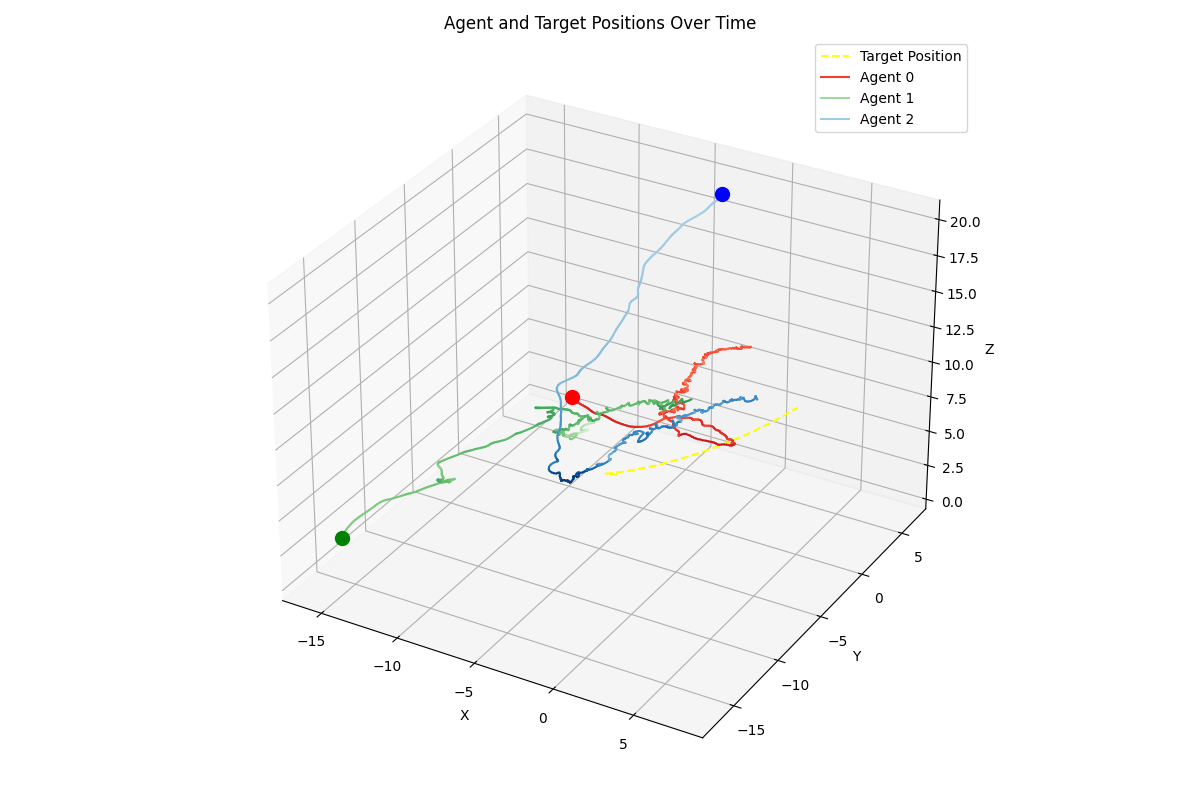 Agent and Target Positions Over Time
Target Position
Agent 0
Agent 1
Agent 2
20.0
17.5
15.0
Z
12.5
10.0
7.5
5.0
2.5
0.0
5
0
−5
Y
−10
−15
−15
−10
−5
X
0
5